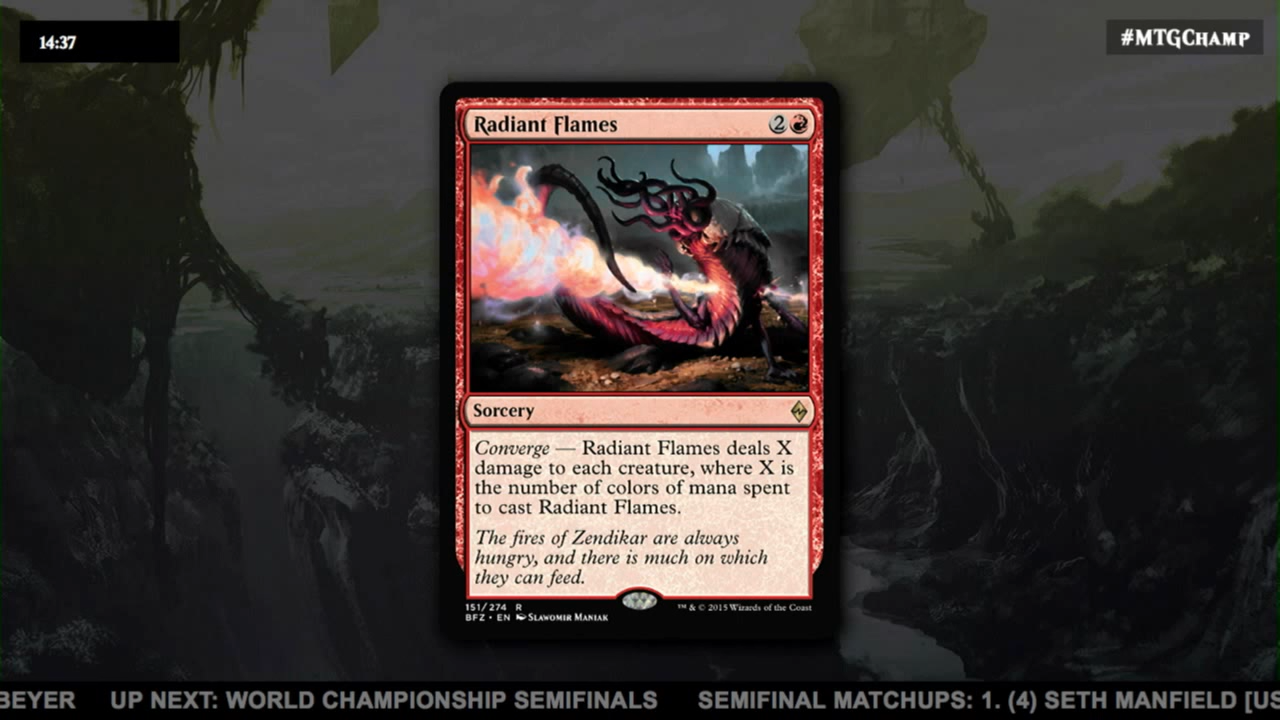 14:37
#MTGChamp
Radiant Flames 2
Sorcery
Converge — Radiant Flames deals X
damage to each creature, where X is
the number of colors of mana spent
to cast Radiant Flames.
The fires of Zendikar are always
hungry, and there is much on which
they can feed.
151/274 R
BFZ • EN Slawomir Maniak
™ & © 2015 Wizards of the Coast
BEYER UP NEXT: WORLD CHAMPIONSHIP SEMIFINALS SEMIFINAL MATCHUPS: 1. (4) SETH MANFIELD [US